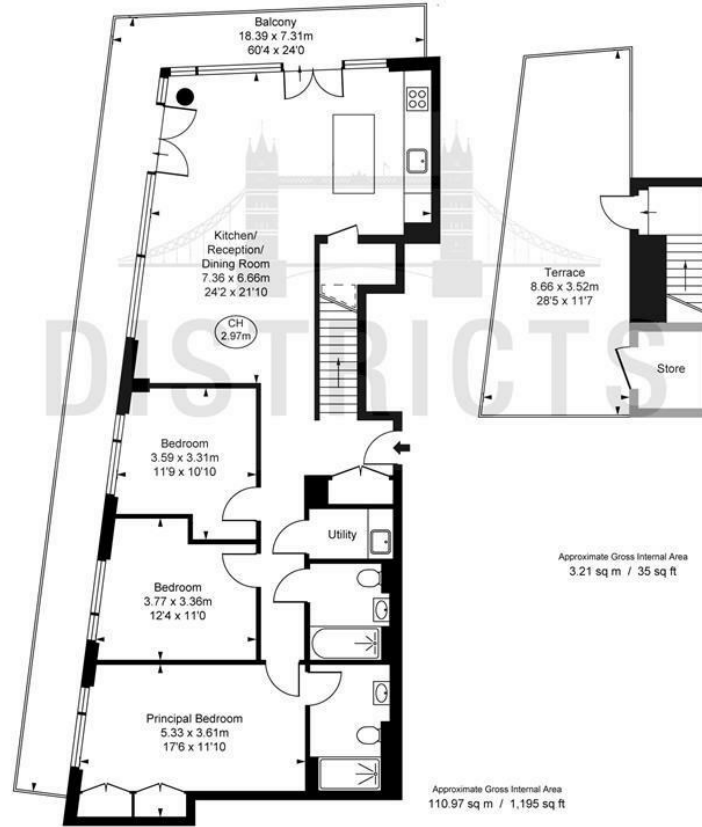 Balcony
18.39 x 7.31m
60'4 x 24'0
Kitchen/
Reception/
Dining Room
7.36 x 6.66m
24'2 x 21'10
CH
2.97m
Terrace
8.66 x 3.52m
28'5 x 11'7
Store
DISTRICTS
Bedroom
3.59 x 3.31m
11'9 x 10'10
Utility
Bedroom
3.77 x 3.36m
12'4 x 11'0
Principal Bedroom
5.33 x 3.61m
17'6 x 11'10
Approximate Gross Internal Area
3.21 sq m / 35 sq ft
Approximate Gross Internal Area
110.97 sq m / 1,195 sq ft